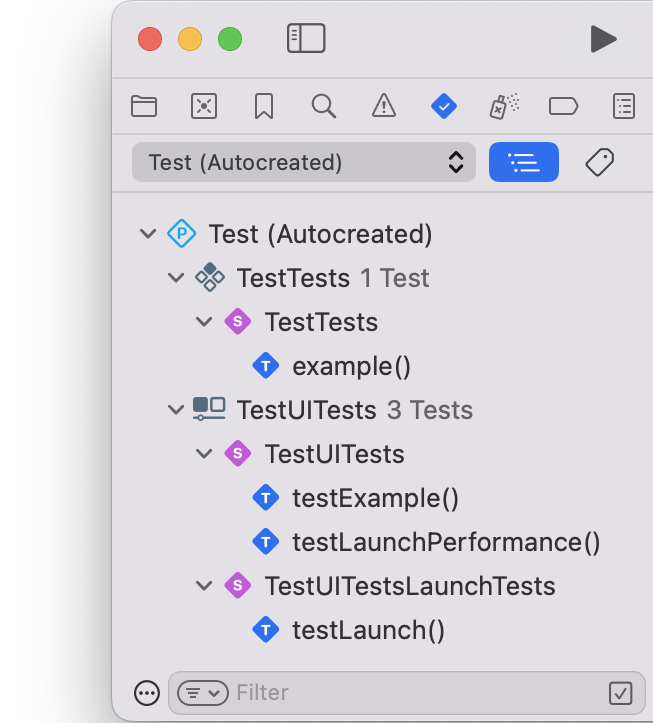 Test (Autocreated)
P Test (Autocreated)
TestTests 1 Test
S TestTests
T example()
TestUITests 3 Tests
S TestUITests
T testExample()
T testLaunchPerformance()
S TestUITestsLaunchTests
T testLaunch()
Filter